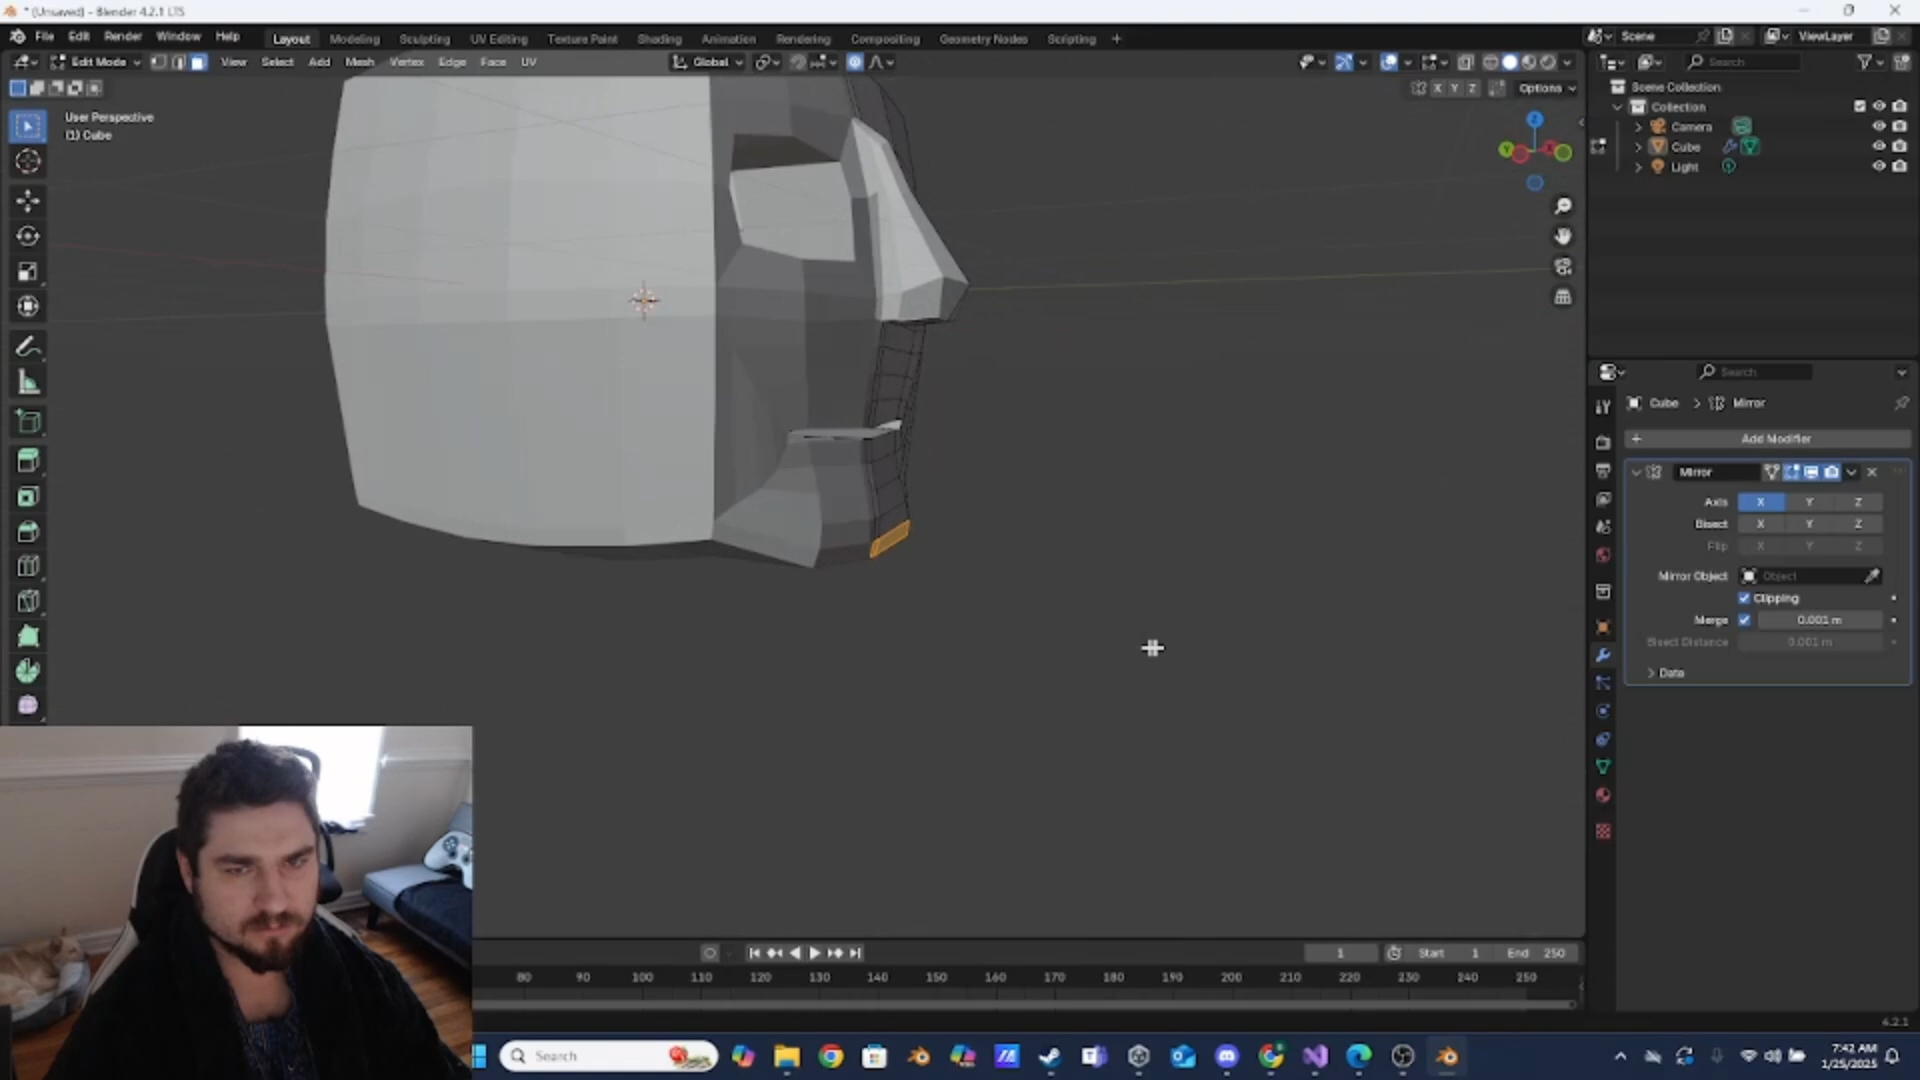 * (Unsaved) - Blender 4.2.1 LTS
File Edit Render Window Help
Layout Modeling Sculpting UV Editing Texture Paint Shading Animation Rendering Compositing Geometry Nodes Scripting +
Scene
ViewLayer
Edit Mode
View Select Add Mesh Vertex Edge Face UV
Global
Search
X Y Z
Options
User Perspective
(1) Cube
Z
Y
X
Scene Collection
Collection
Camera
Cube
Light
Search
Cube > Mirror
+ Add Modifier
Mirror
Axis X Y Z
Bisect X Y Z
Flip X Y Z
Mirror Object Object
Clipping
Merge 0.001 m
Bisect Distance 0.001 m
Data
1 Start 1 End 250
80 90 100 110 120 130 140 150 160 170 180 190 200 210 220 230 240 250
4.2.1
Search
7:42 AM
1/25/2025